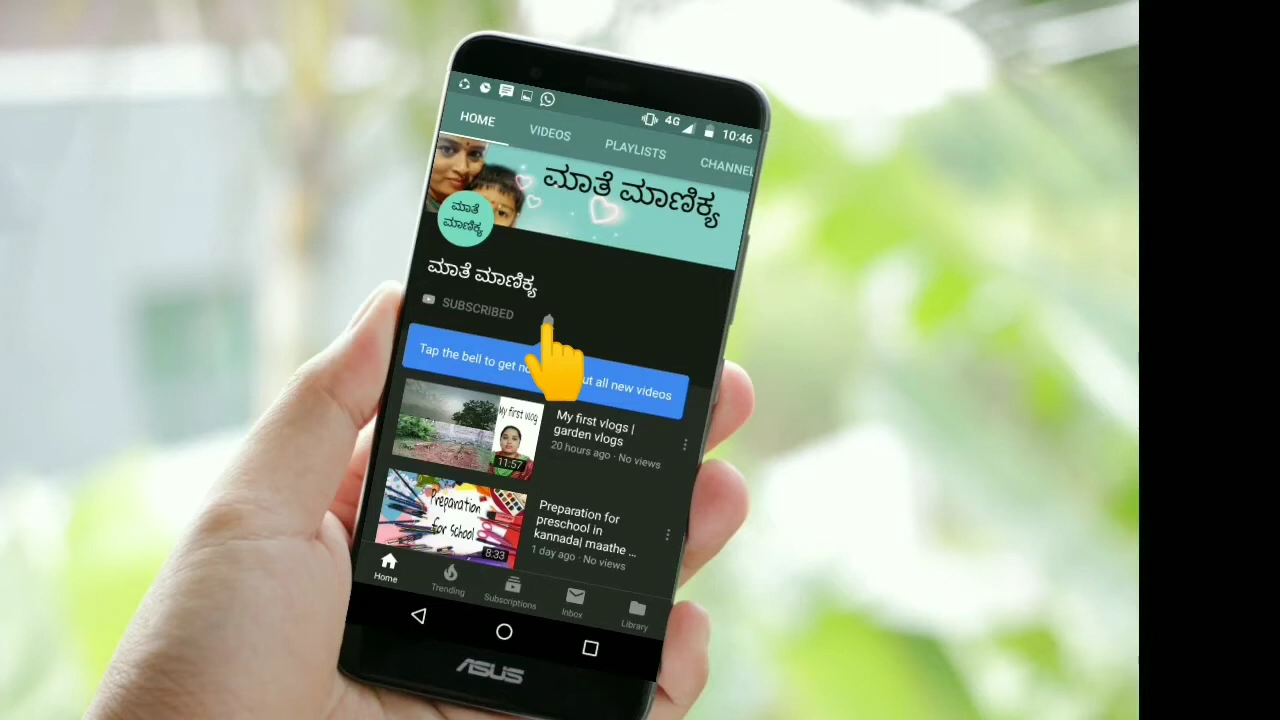 4G 10:46
HOME VIDEOS PLAYLISTS CHANNEL
ಮಾತೆ ಮಾಣಿಕ್ಯ
ಮಾತೆ
ಮಾಣಿಕ್ಯ
ಮಾತೆ ಮಾಣಿಕ್ಯ
SUBSCRIBED
Tap the bell to get no ut all new videos
My first vlog
11:57
My first vlogs |
garden vlogs
20 hours ago · No views
Preparation
for school
8:33
Preparation for
preschool in
kannada| maathe ...
1 day ago · No views
Home Trending Subscriptions Inbox Library
ASUS